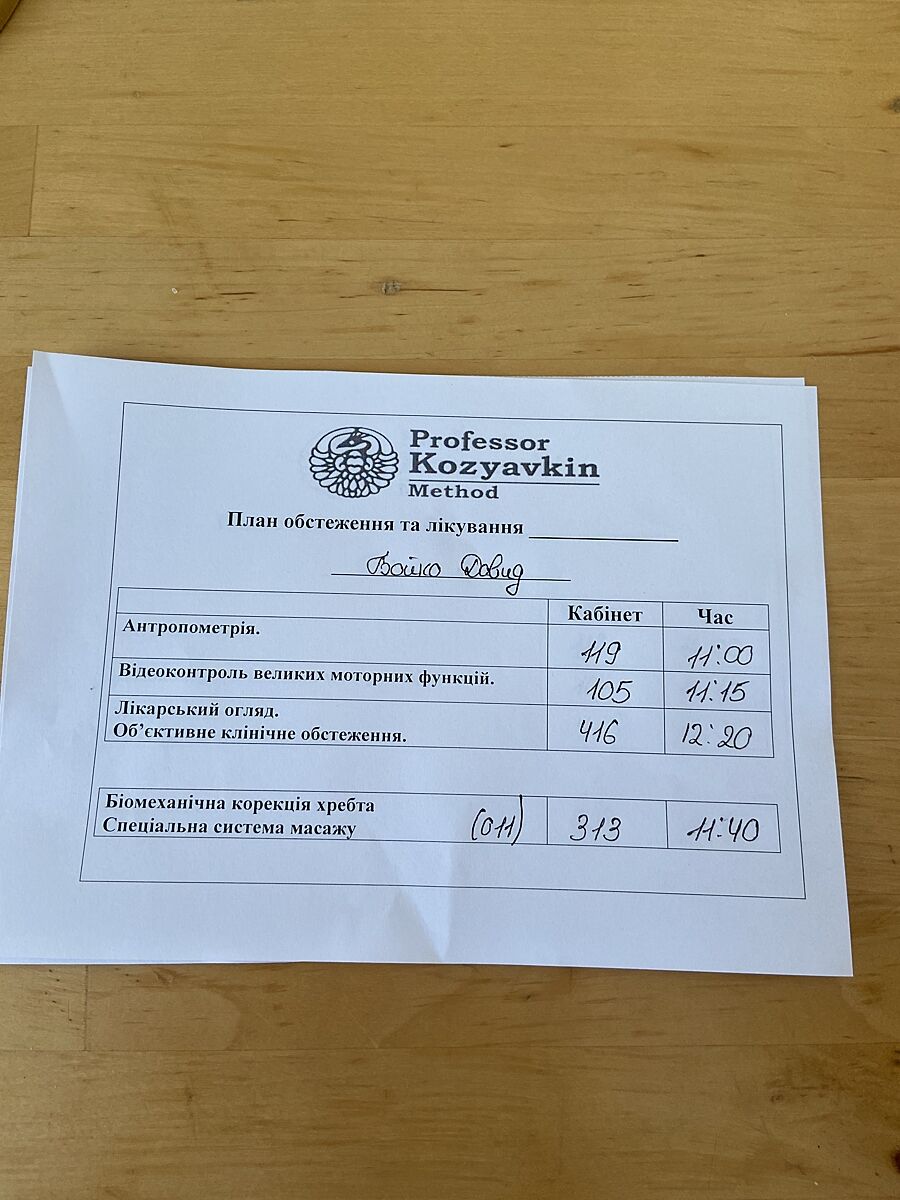 Professor
Kozyavkin
Method
План обстеження та лікування
Бойко Давид
Кабінет Час
Антропометрія. 119 11:00
Відеоконтроль великих моторних функцій. 105 11:15
Лікарський огляд.
Об’єктивне клінічне обстеження. 416 12:20
Біомеханічна корекція хребта
Спеціальна система масажу (011) 313 11:40